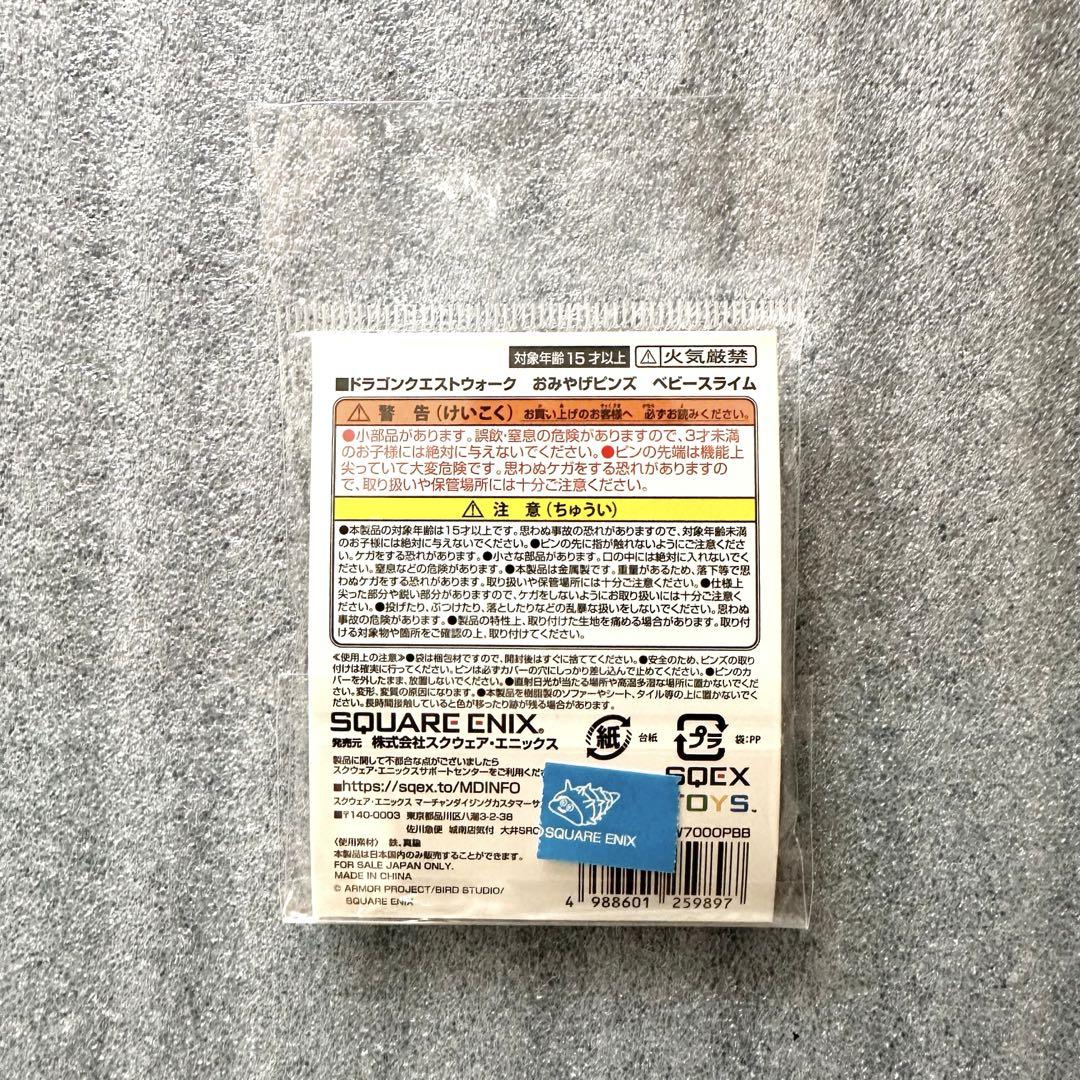 対象年齢15才以上 ⚠火気厳禁
■ドラゴンクエストウォーク おみやげピンズ ベビースライム
⚠ 警 告(けいこく) お買い上げのお客様へ 必ずお読みください。
●小部品があります。誤飲・窒息の危険がありますので、3才未満
のお子様には絶対に与えないでください。●ピンの先端は機能上
尖っていて大変危険です。思わぬケガをする恐れがありますの
で、取り扱いや保管場所には十分ご注意ください。
⚠ 注 意(ちゅうい)
●本製品の対象年齢は15才以上です。思わぬ事故の恐れがありますので、対象年齢未満
のお子様には絶対に与えないでください。●ピンの先に指が触れないようにご注意くださ
い。ケガをする恐れがあります。●小さな部品があります。口の中には絶対に入れないでく
ださい。窒息などの危険があります。●本製品は金属製です。重量があるため、落下等で思
わぬケガをする恐れがあります。取り扱いや保管場所には十分ご注意ください。●仕様上
尖った部分や鋭い部分がありますので、ケガをしないようにお取り扱いには十分ご注意く
ださい。●投げたり、ぶつけたり、落としたりなどの乱暴な扱いをしないでください。思わぬ
事故の危険があります。●製品の特性上、取り付けた生地を痛める場合があります。取り付
ける対象物や箇所をご確認の上、取り付けてください。
≪使用上の注意≫●袋は梱包材ですので、開封後はすぐに捨ててください。●安全のため、ピンズの取り
付けは確実に行ってください。ピンは必ずカバーの穴にしっかり差し込んで止めてください。●ピンのカ
バーを外したまま、放置しないでください。●直射日光が当たる場所や高温多湿な場所に置かないでくだ
さい。変形、変質の原因になります。●本製品を樹脂製のソファーやシート、タイル等の上に置かないでく
ださい。長時間接触していると色が移ったり跡が残る場合があります。
SQUARE ENIX®
発売元 株式会社スクウェア・エニックス
紙 台紙 プラ 袋:PP
製品に関して不都合な点がございましたら
スクウェア・エニックスサポートセンターをご利用くだ
■https://sqex.to/MDINFO
スクウェア・エニックス マーチャンダイジングカスタマーサ
■〒140-0003 東京都品川区八潮3-2-38
佐川急便 城南店気付 大井SRC
〈使用素材〉 鉄、真鍮
本製品は日本国内のみ販売することができます。
FOR SALE JAPAN ONLY.
MADE IN CHINA
© ARMOR PROJECT/BIRD STUDIO/
SQUARE ENIX
SQEX
TOYS™
SQUARE ENIX
W7000PBB
4 988601 259897